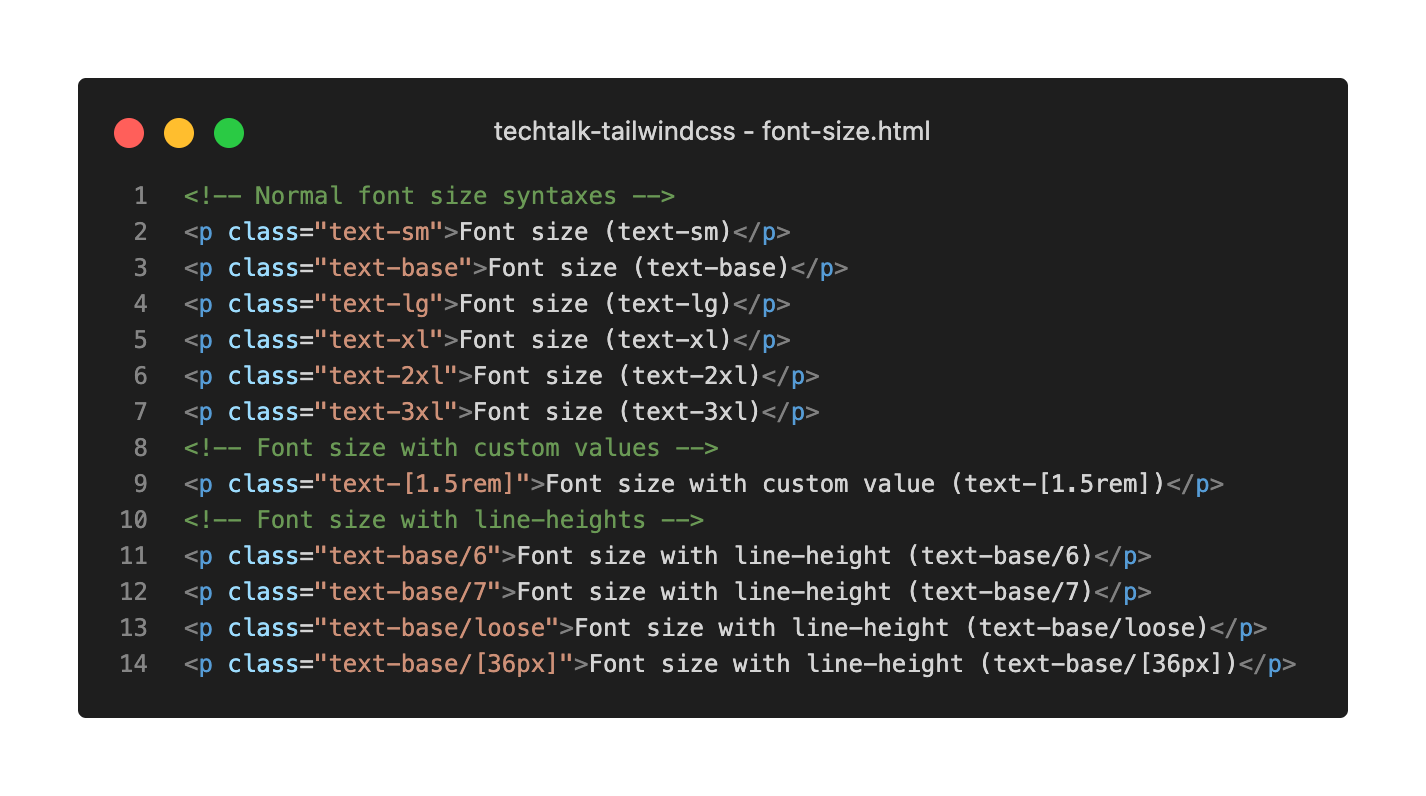 techtalk-tailwindcss - font-size.html
1 <!-- Normal font size syntaxes -->
2 <p class="text-sm">Font size (text-sm)</p>
3 <p class="text-base">Font size (text-base)</p>
4 <p class="text-lg">Font size (text-lg)</p>
5 <p class="text-xl">Font size (text-xl)</p>
6 <p class="text-2xl">Font size (text-2xl)</p>
7 <p class="text-3xl">Font size (text-3xl)</p>
8 <!-- Font size with custom values -->
9 <p class="text-[1.5rem]">Font size with custom value (text-[1.5rem])</p>
10 <!-- Font size with line-heights -->
11 <p class="text-base/6">Font size with line-height (text-base/6)</p>
12 <p class="text-base/7">Font size with line-height (text-base/7)</p>
13 <p class="text-base/loose">Font size with line-height (text-base/loose)</p>
14 <p class="text-base/[36px]">Font size with line-height (text-base/[36px])</p>